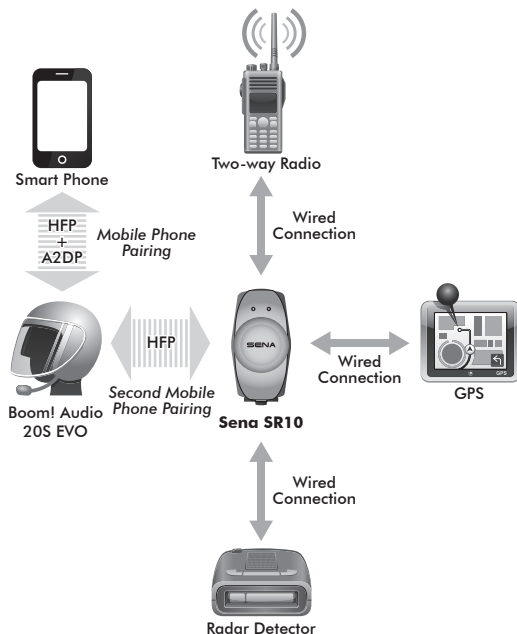 Two-way Radio
Smart Phone
Wired
Connection
HFP
+
A2DP
Mobile Phone
Pairing
HFP
SENA
Wired
Connection
GPS
GPS
Second Mobile
Phone Pairing
Boom! Audio
20S EVO
Sena SR10
Wired
Connection
Radar Detector